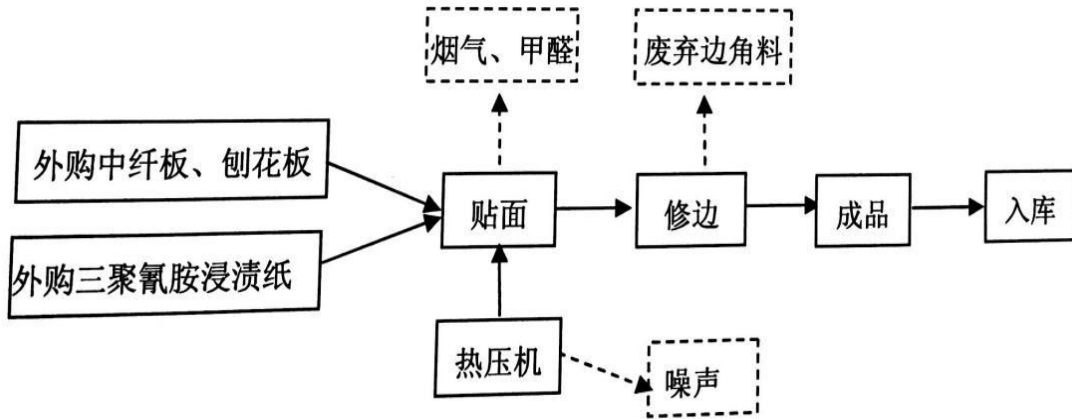 烟气、甲醛
废弃边角料
外购中纤板、刨花板
贴面
修边
成品
入库
外购三聚氰胺浸渍纸
热压机
噪声